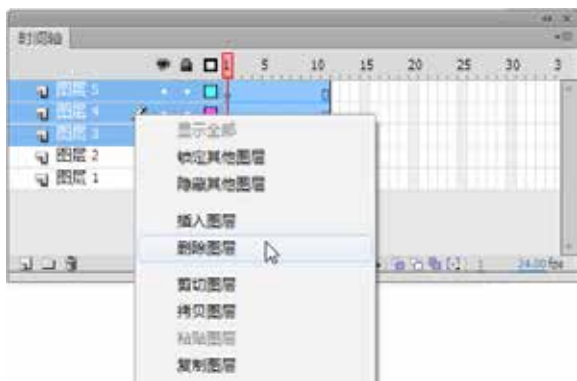 时间轴
1 5 10 15 20 25 30 3
图层 5
图层 4
图层 3
图层 2
图层 1
显示全部
锁定其他图层
隐藏其他图层
插入图层
删除图层
剪切图层
拷贝图层
粘贴图层
复制图层
1 24.00 fps